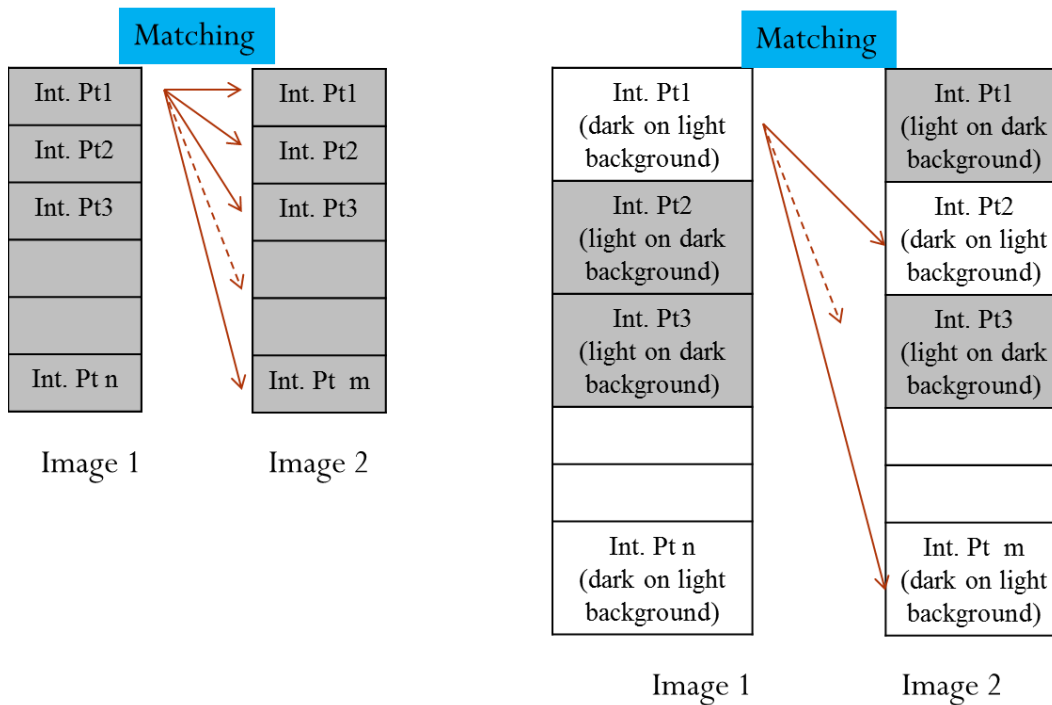 Matching
Int. Pt1
Int. Pt2
Int. Pt3
Int. Pt n
Image 1
Int. Pt1
Int. Pt2
Int. Pt3
Int. Pt m
Image 2
Matching
Int. Pt1
(dark on light
background)
Int. Pt2
(light on dark
background)
Int. Pt3
(light on dark
background)
Int. Pt n
(dark on light
background)
Image 1
Int. Pt1
(light on dark
background)
Int. Pt2
(dark on light
background)
Int. Pt3
(light on dark
background)
Int. Pt m
(dark on light
background)
Image 2